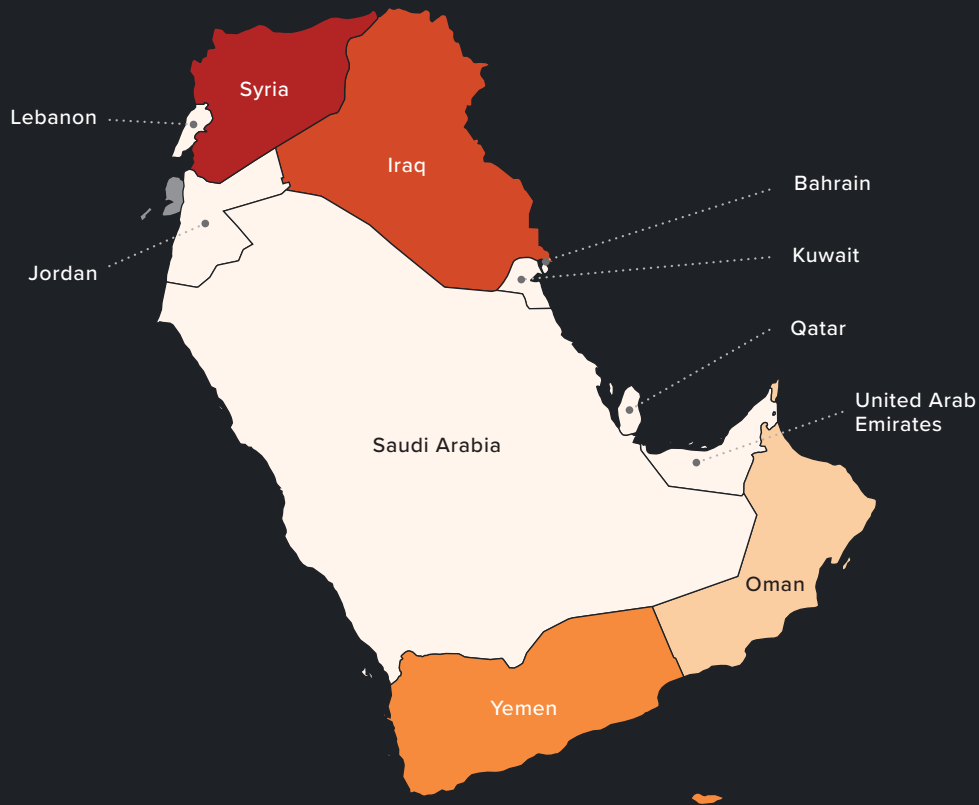 Syria
Lebanon
Iraq
Bahrain
Kuwait
Jordan
Qatar
United Arab
Emirates
Saudi Arabia
Oman
Yemen